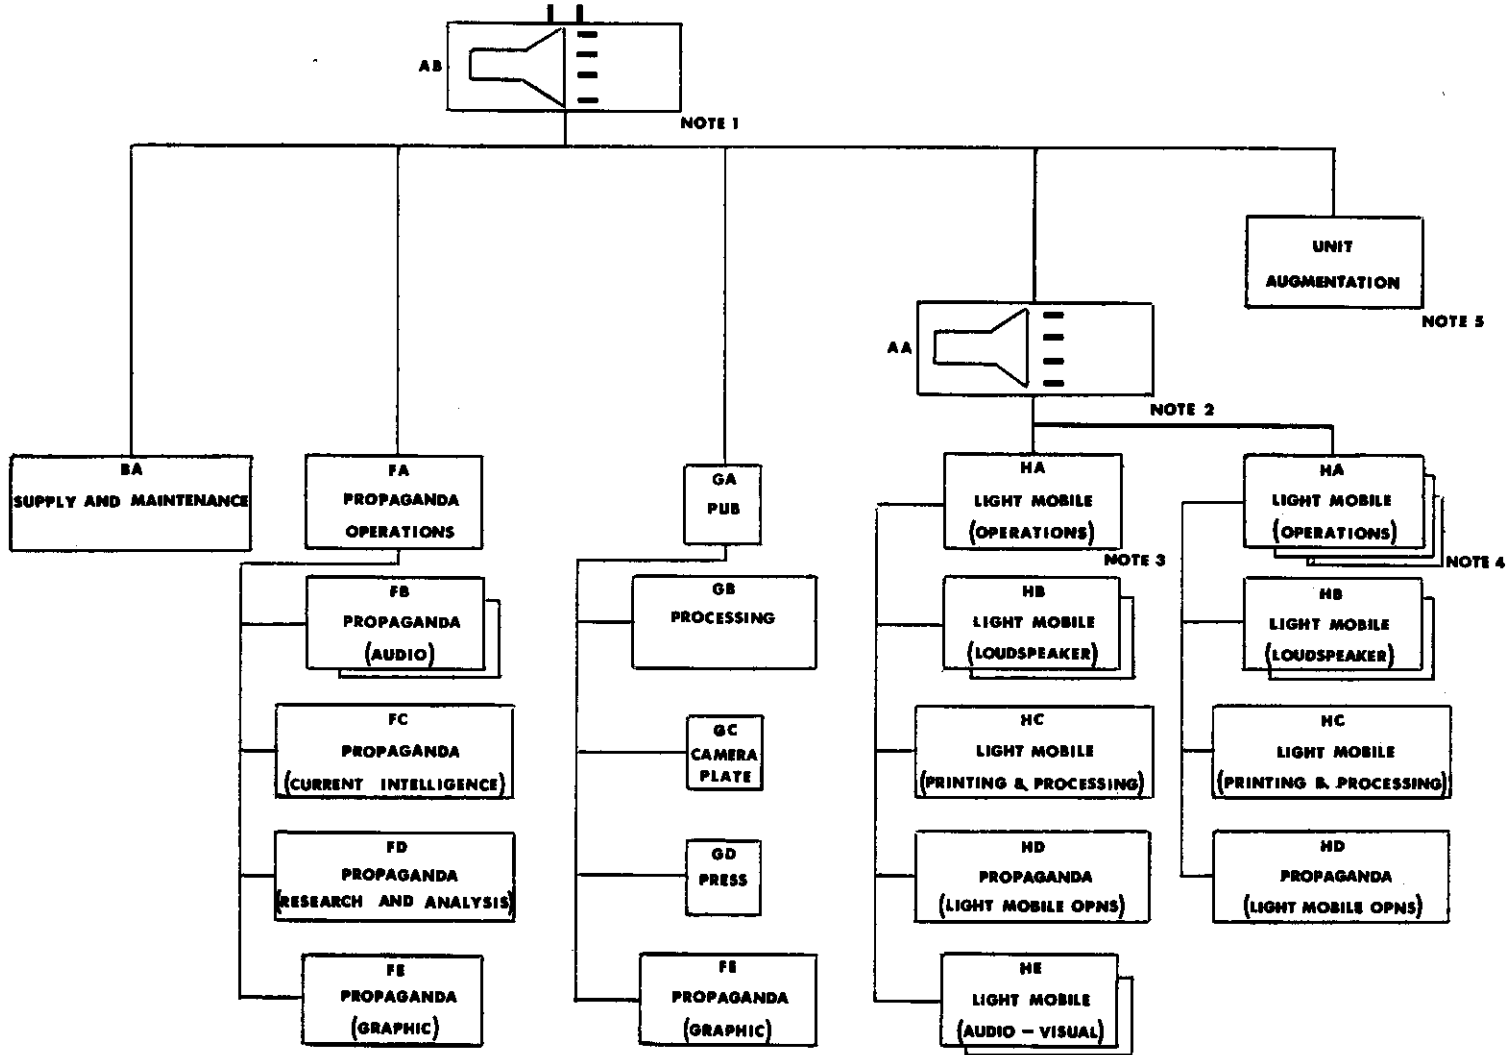 AB
NOTE 1
UNIT
AUGMENTATION
NOTE 5
AA
NOTE 2
BA
SUPPLY AND MAINTENANCE
FA
PROPAGANDA
OPERATIONS
GA
PUB
HA
LIGHT MOBILE
(OPERATIONS)
NOTE 3
HA
LIGHT MOBILE
(OPERATIONS)
NOTE 4
FB
PROPAGANDA
(AUDIO)
GB
PROCESSING
HB
LIGHT MOBILE
(LOUDSPEAKER)
HB
LIGHT MOBILE
(LOUDSPEAKER)
FC
PROPAGANDA
(CURRENT INTELLIGENCE)
GC
CAMERA
PLATE
HC
LIGHT MOBILE
(PRINTING & PROCESSING)
HC
LIGHT MOBILE
(PRINTING & PROCESSING)
FD
PROPAGANDA
(RESEARCH AND ANALYSIS)
GD
PRESS
HD
PROPAGANDA
(LIGHT MOBILE OPNS)
HD
PROPAGANDA
(LIGHT MOBILE OPNS)
FE
PROPAGANDA
(GRAPHIC)
FE
PROPAGANDA
(GRAPHIC)
HE
LIGHT MOBILE
(AUDIO - VISUAL)